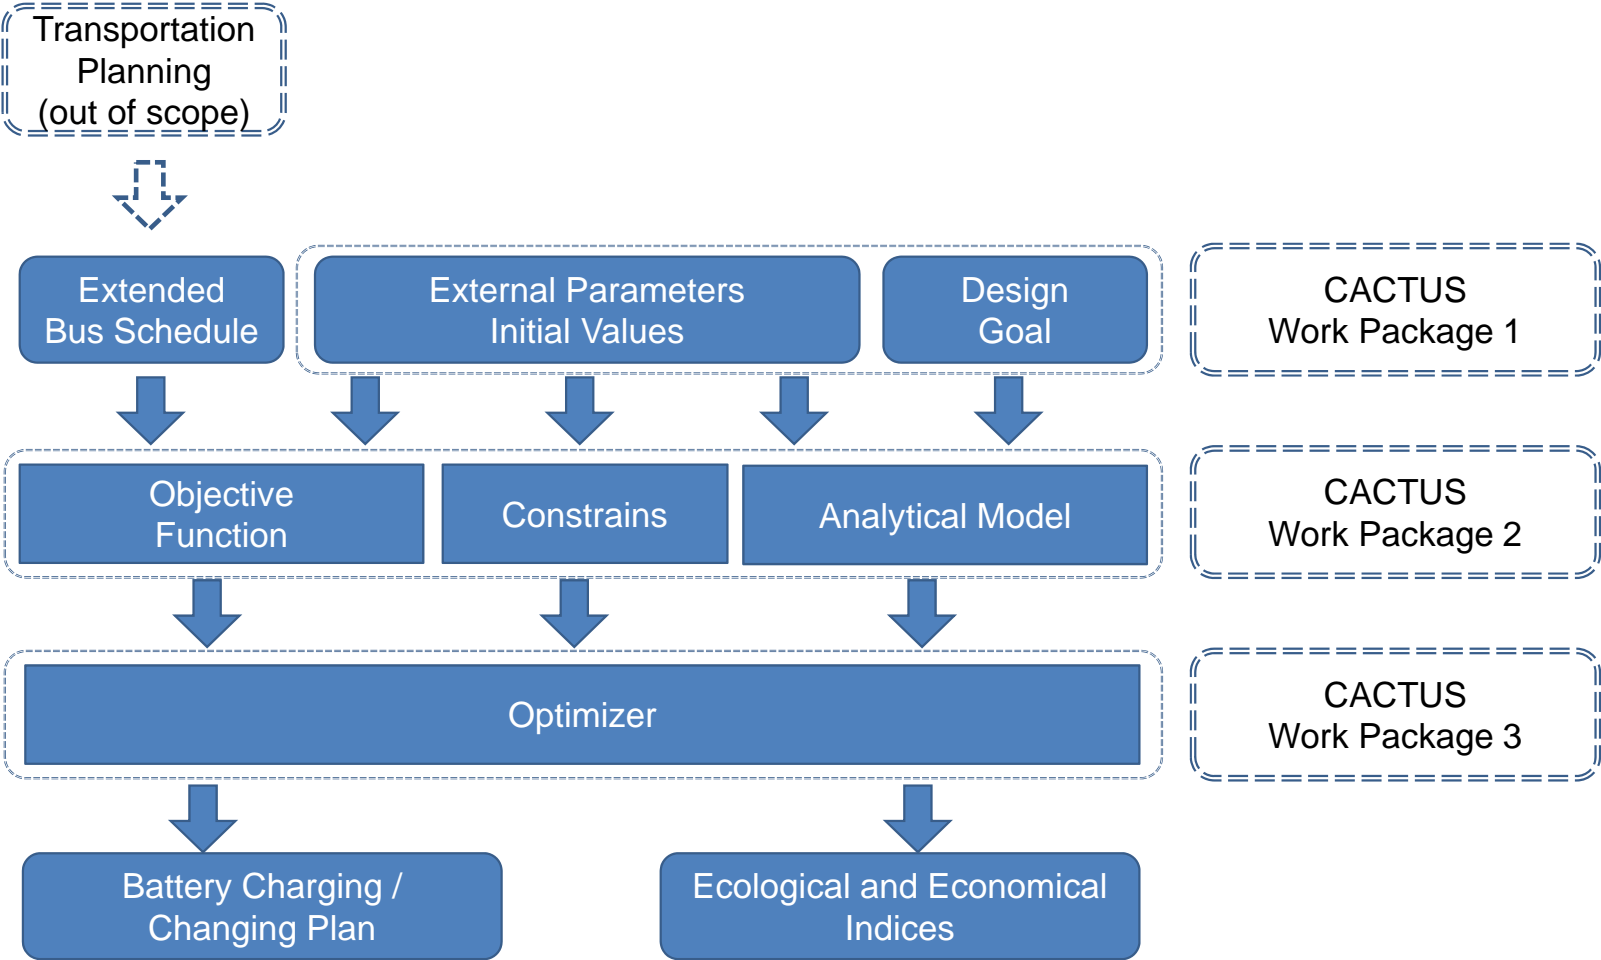 Transportation
Planning
(out of scope)
Extended
Bus Schedule
External Parameters
Initial Values
Design
Goal
CACTUS
Work Package 1
Objective
Function
Constrains
Analytical Model
CACTUS
Work Package 2
Optimizer
CACTUS
Work Package 3
Battery Charging /
Changing Plan
Ecological and Economical
Indices